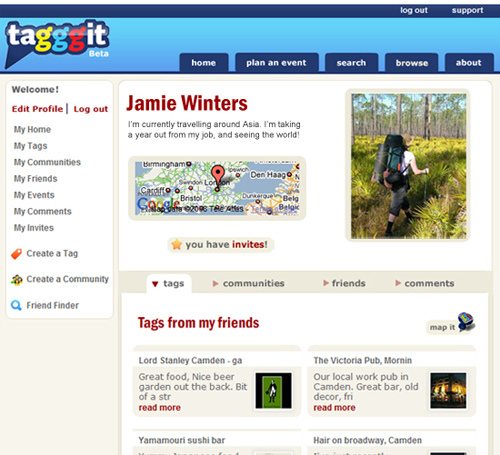 log out support
tagggit
Beta
home plan an event search browse about
Welcome!
Edit Profile | Log out
My Home
My Tags
My Communities
My Friends
My Events
My Comments
My Invites
Create a Tag
Create a Community
Friend Finder
Jamie Winters
I'm currently travelling around Asia. I'm taking
a year out from my job, and seeing the world!
Birmingham
Cardiff Swindon London Ipswich Den Haag Amsterdam
Bristol
Dunkerque
Google
you have invites!
tags communities friends comments
Tags from my friends
map it
Lord Stanley Camden - ga
Great food, Nice beer
garden out the back. Bit
of a str
read more
The Victoria Pub, Mornin
Our local work pub in
Camden. Great bar, old
decor, fri
read more
Yamamouri sushi bar
Hair on broadway, Camden